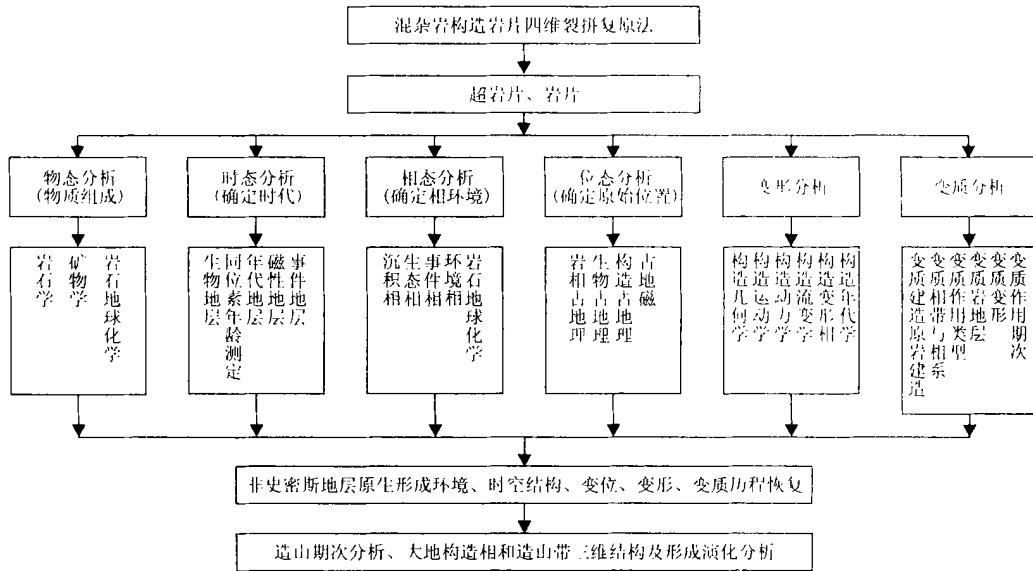 混杂岩构造岩片四维裂拼复原法
超岩片、岩片
物态分析
(物质组成)
时态分析
(确定时代)
相态分析
(确定相环境)
位态分析
(确定原始位置)
变形分析
变质分析
岩石学
矿物学
岩石地球化学
生物地层
同位素年龄测定
年代地层
磁性地层
事件地层
沉积相
生态相
事件相
环境相
岩石地球化学
岩相古地理
生物古地理
构造古地理
古地磁
构造几何学
构造运动学
构造动力学
构造流变学
构造变形相
构造年代学
变质建造原岩建造
变质相带与相系
变质作用类型
变质岩地层
变质变形
变质作用期次
非史密斯地层原生形成环境、时空结构、变位、变形、变质历程恢复
造山期次分析、大地构造相和造山带三维结构及形成演化分析